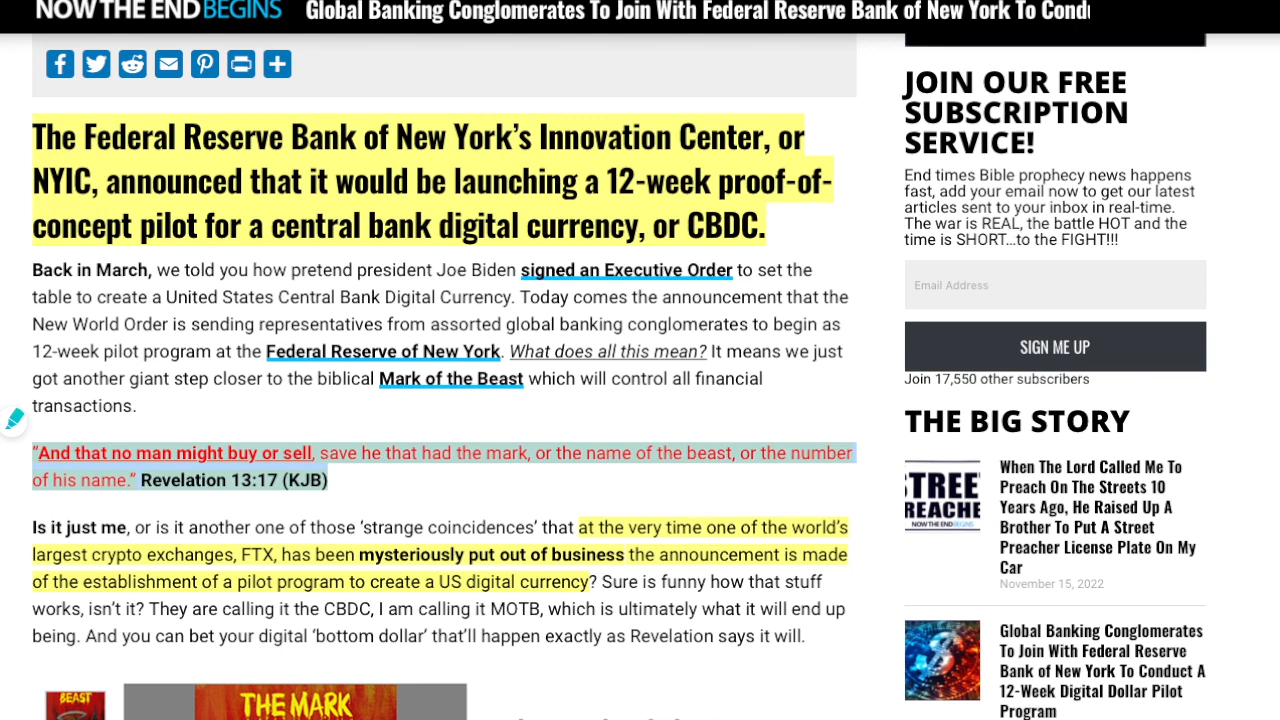 NOW THE END BEGINS
Global Banking Conglomerates To Join With Federal Reserve Bank of New York To Condu
The Federal Reserve Bank of New York’s Innovation Center, or
NYIC, announced that it would be launching a 12-week proof-of-
concept pilot for a central bank digital currency, or CBDC.
Back in March, we told you how pretend president Joe Biden signed an Executive Order to set the
table to create a United States Central Bank Digital Currency. Today comes the announcement that the
New World Order is sending representatives from assorted global banking conglomerates to begin as
12-week pilot program at the Federal Reserve of New York. What does all this mean? It means we just
got another giant step closer to the biblical Mark of the Beast which will control all financial
transactions.
“And that no man might buy or sell, save he that had the mark, or the name of the beast, or the number
of his name.” Revelation 13:17 (KJB)
Is it just me, or is it another one of those ‘strange coincidences’ that at the very time one of the world’s
largest crypto exchanges, FTX, has been mysteriously put out of business the announcement is made
of the establishment of a pilot program to create a US digital currency? Sure is funny how that stuff
works, isn’t it? They are calling it the CBDC, I am calling it MOTB, which is ultimately what it will end up
being. And you can bet your digital ‘bottom dollar’ that’ll happen exactly as Revelation says it will.
BEAST
THE MARK
JOIN OUR FREE
SUBSCRIPTION
SERVICE!
End times Bible prophecy news happens
fast, add your email now to get our latest
articles sent to your inbox in real-time.
The war is REAL, the battle HOT and the
time is SHORT...to the FIGHT!!!
Email Address
SIGN ME UP
Join 17,550 other subscribers
THE BIG STORY
STREE
REACHE
NOW THE END BEGINS
When The Lord Called Me To
Preach On The Streets 10
Years Ago, He Raised Up A
Brother To Put A Street
Preacher License Plate On My
Car
November 15, 2022
Global Banking Conglomerates
To Join With Federal Reserve
Bank of New York To Conduct A
12-Week Digital Dollar Pilot
Program